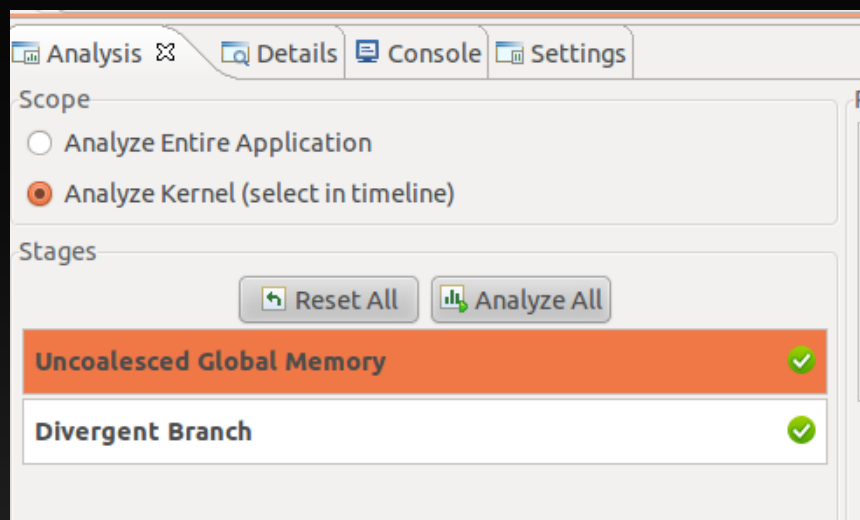 Analysis Details Console Settings
Scope
Analyze Entire Application
Analyze Kernel (select in timeline)
Stages
Reset All Analyze All
Uncoalesced Global Memory
Divergent Branch